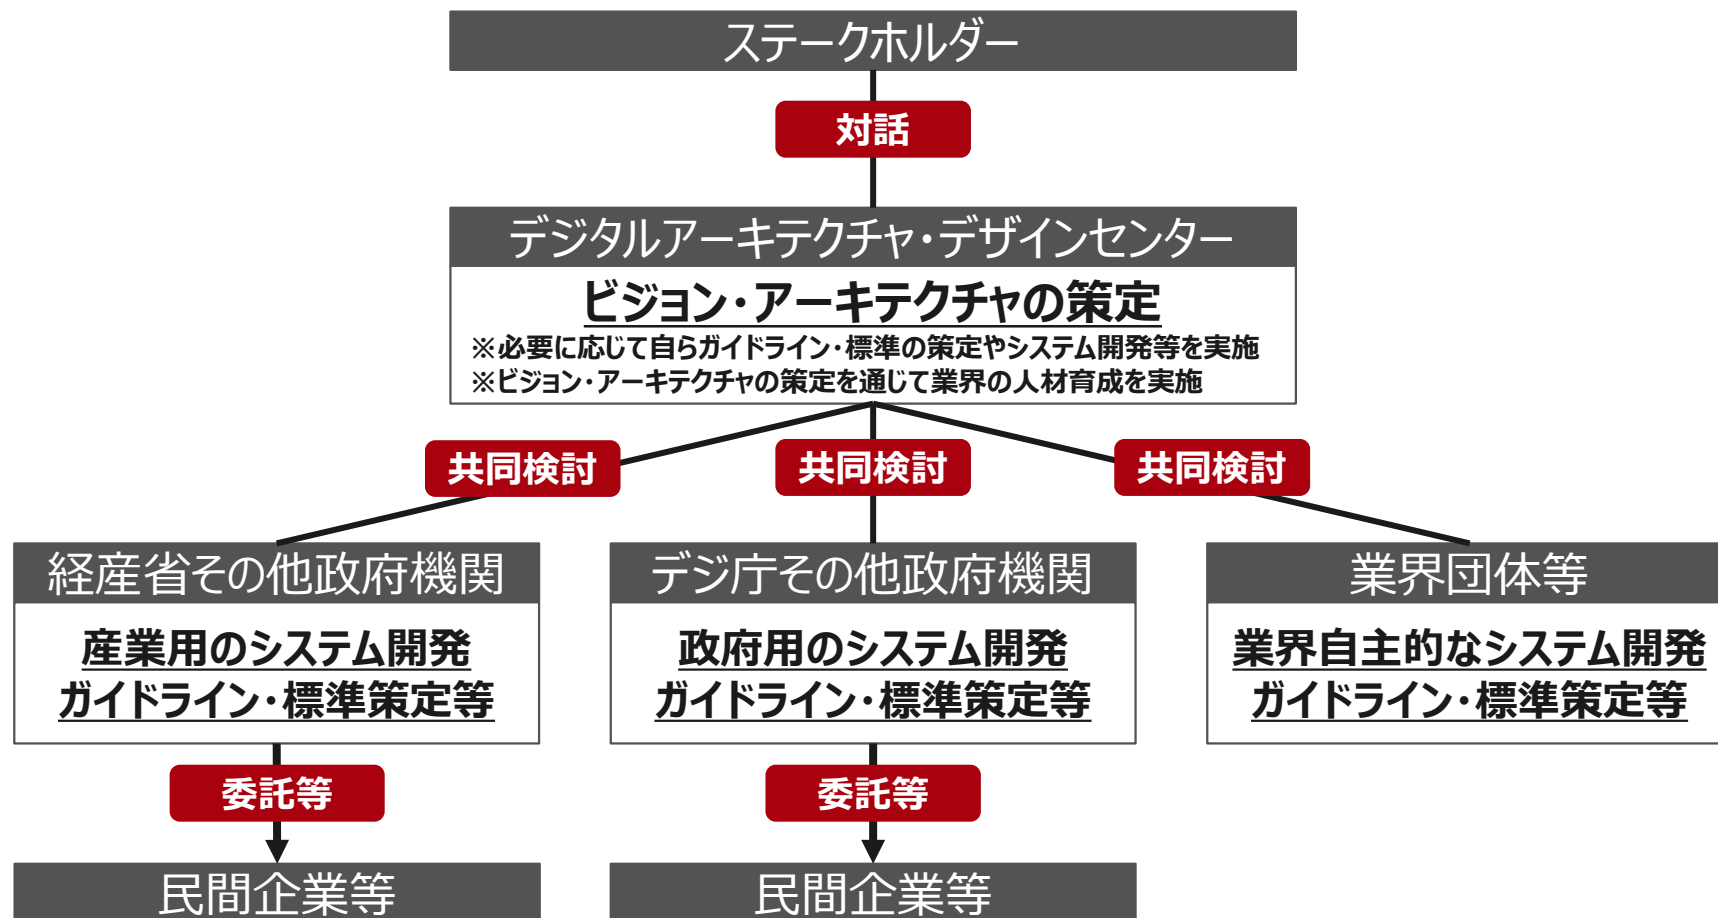 ステークホルダー
対話
デジタルアーキテクチャ・デザインセンター
ビジョン・アーキテクチャの策定
※必要に応じて自らガイドライン・標準の策定やシステム開発等を実施
※ビジョン・アーキテクチャの策定を通じて業界の人材育成を実施
共同検討
共同検討
共同検討
経産省その他政府機関
産業用のシステム開発
ガイドライン・標準策定等
デジ庁その他政府機関
政府用のシステム開発
ガイドライン・標準策定等
業界団体等
業界自主的なシステム開発
ガイドライン・標準策定等
委託等
委託等
民間企業等
民間企業等